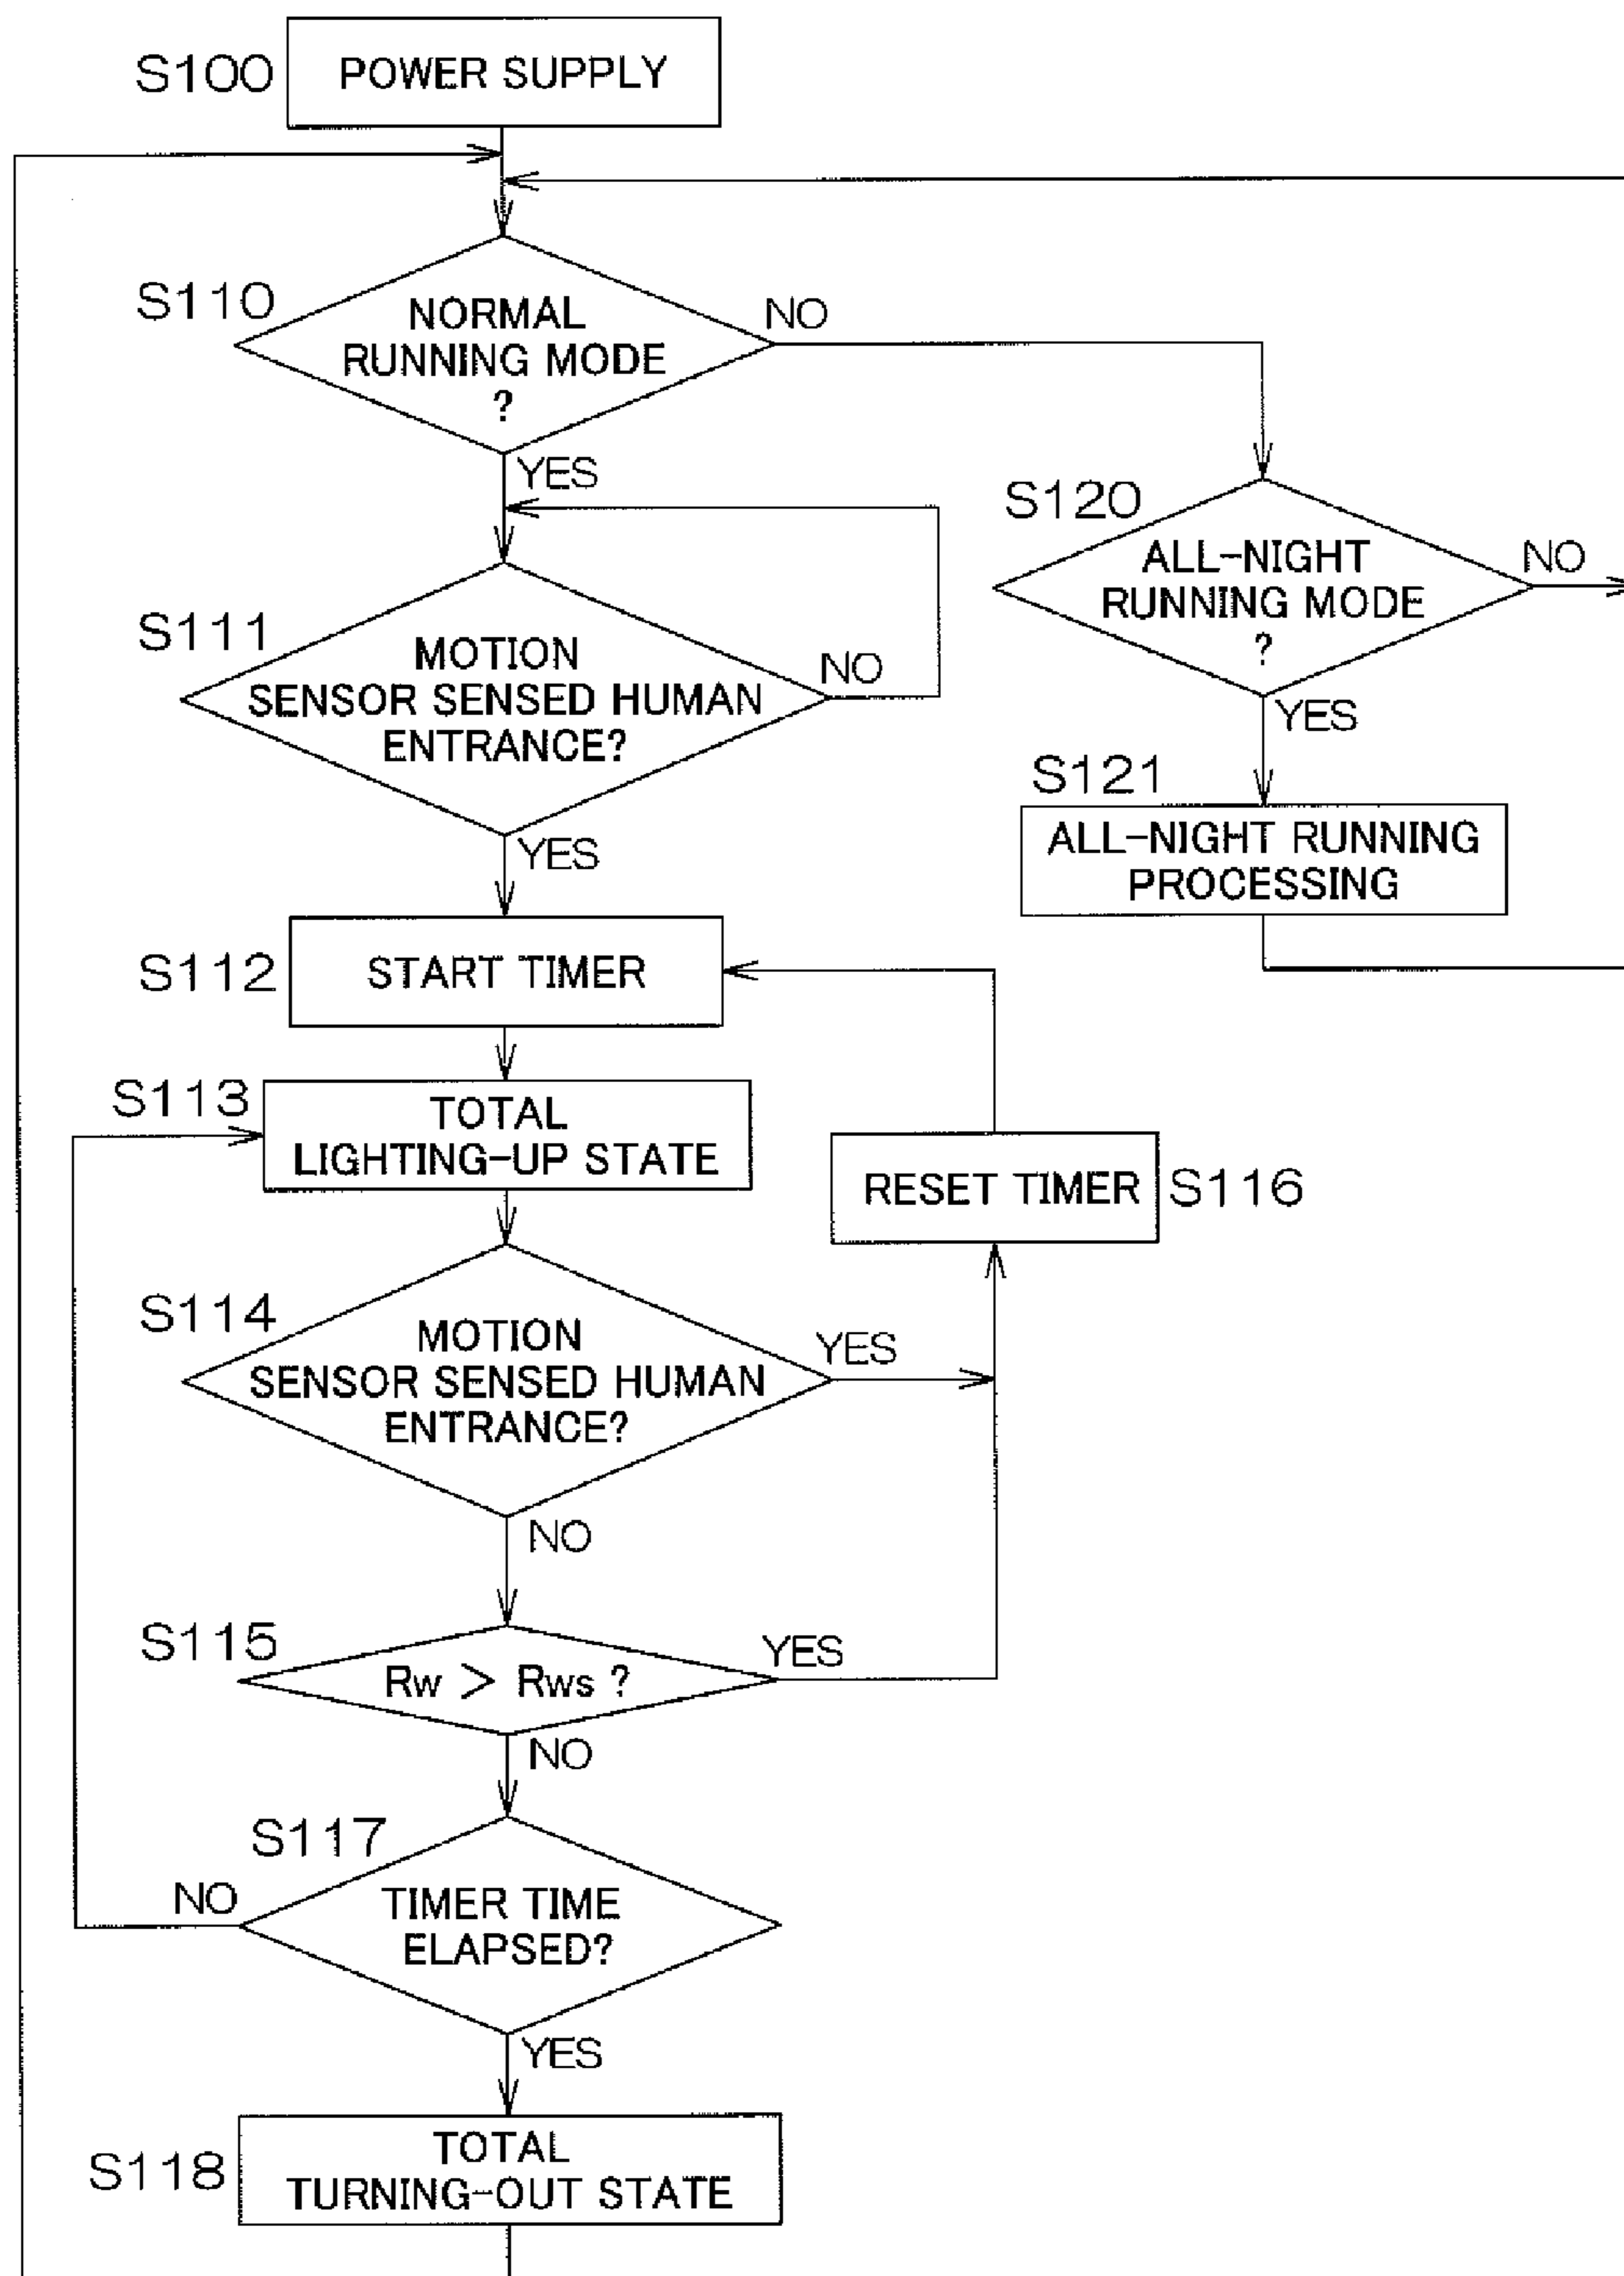 S100
POWER SUPPLY
S110
NORMAL
RUNNING MODE
?
NO
YES
S120
ALL-NIGHT
RUNNING MODE
?
NO
YES
S121
ALL-NIGHT RUNNING
PROCESSING
S111
MOTION
SENSOR SENSED HUMAN
ENTRANCE?
NO
YES
S112
START TIMER
S113
TOTAL
LIGHTING-UP STATE
RESET TIMER
S116
S114
MOTION
SENSOR SENSED HUMAN
ENTRANCE?
YES
NO
S115
Rw > Rws ?
YES
NO
S117
TIMER TIME
ELAPSED?
NO
YES
S118
TOTAL
TURNING-OUT STATE